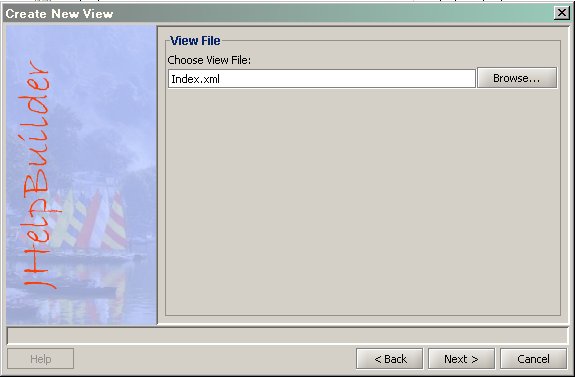 Create New View
JHelpBuilder
View File
Choose View File:
Index.xml
Browse...
Help
< Back
Next >
Cancel